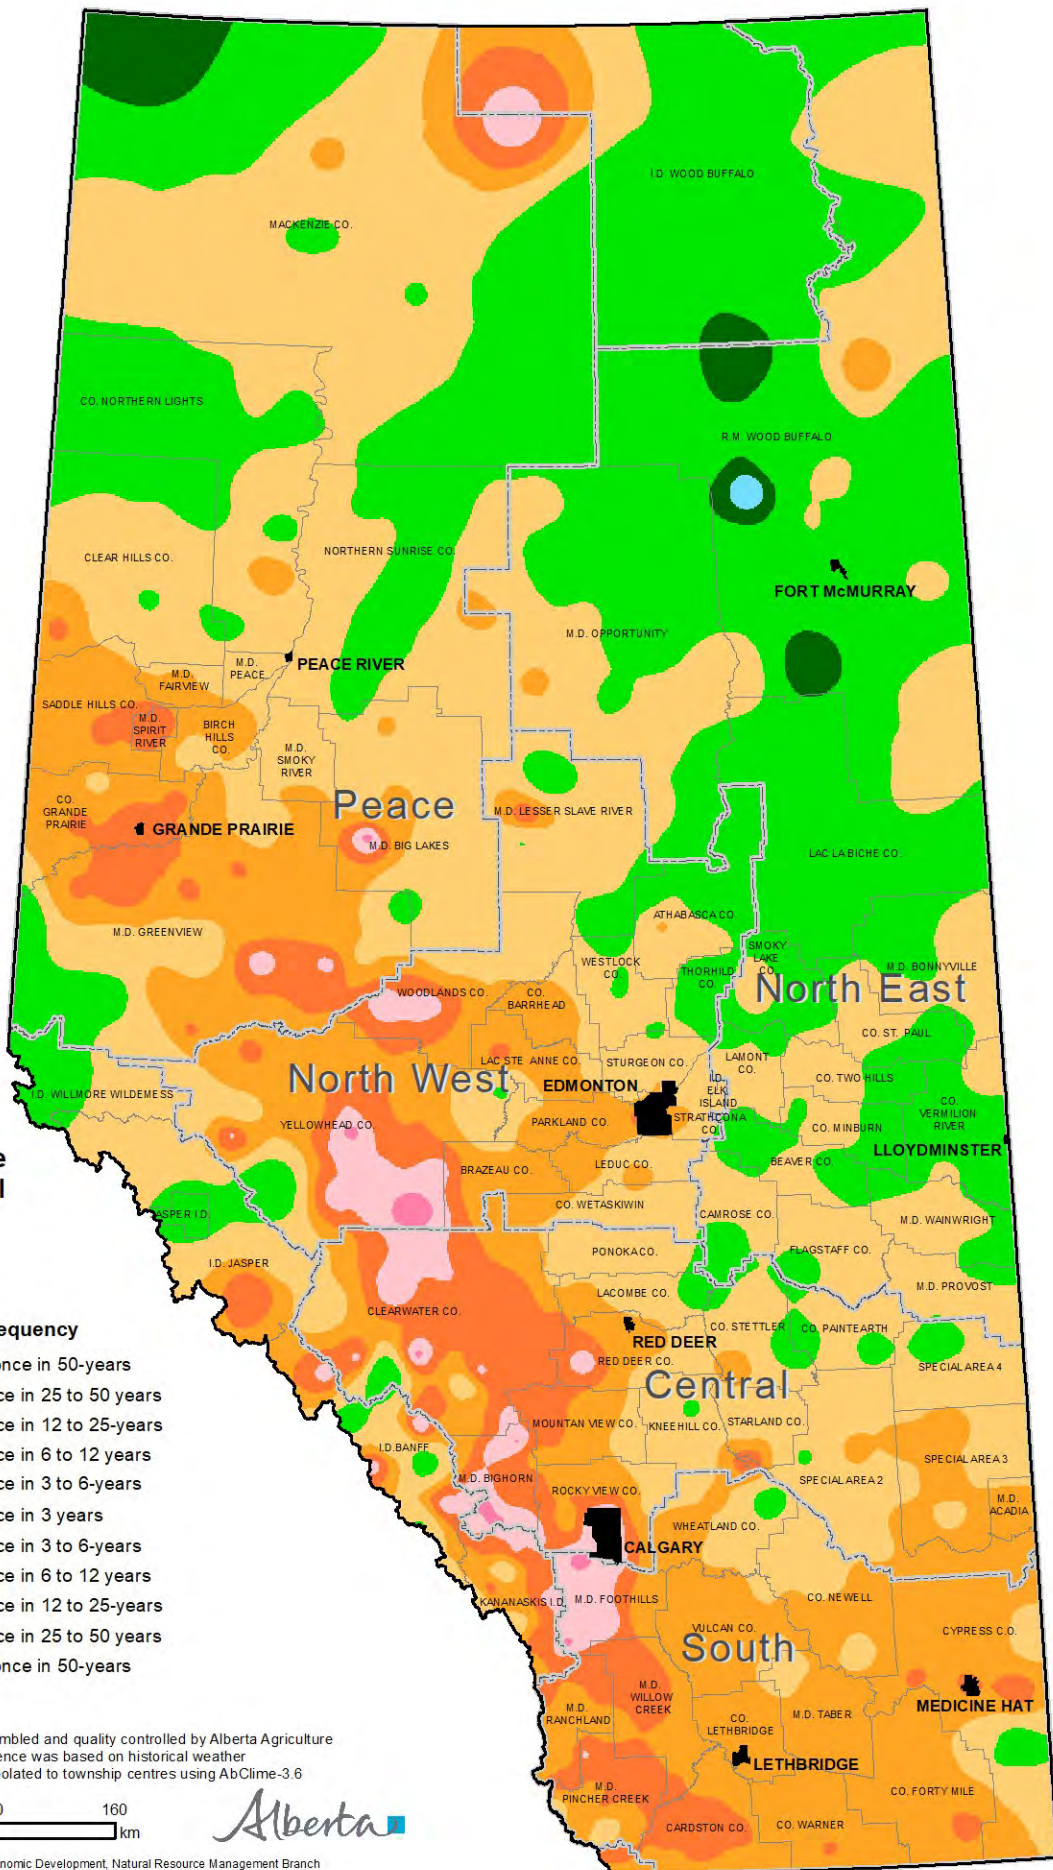 I.D. WOOD BUFFALO
MACKENZIE CO.
CO. NORTHERN LIGHTS
R.M. WOOD BUFFALO
CLEAR HILLS CO.
NORTHERN SUNRISE CO.
FORT McMURRAY
M.D. OPPORTUNITY
PEACE RIVER
M.D.
PEACE
M.D.
FAIRVIEW
SADDLE HILLS CO.
M.D.
SPIRIT
RIVER
BIRCH
HILLS
CO.
M.D.
SMOKY
RIVER
Peace
CO.
GRANDE
PRAIRIE
GRANDE PRAIRIE
M.D. LESSER SLAVE RIVER
M.D. BIG LAKES
LAC LA BICHE CO.
M.D. GREENVIEW
ATHABASCA CO.
WESTLOCK
CO.
THORHILD
CO.
SMOKY
LAKE
CO.
M.D. BONNYVILLE
North East
WOODLANDS CO.
CO.
BARRHEAD
CO. ST. PAUL
North West
LAC STE ANNE CO.
STURGEON CO.
LAMONT
CO.
CO. TWO HILLS
EDMONTON
I.D.
ELK
ISLAND
I.D. WILLMORE WILDEMESS
YELLOWHEAD CO.
PARKLAND CO.
STRATHCONA
CO.
CO. MINBURN
CO.
VERMILION
RIVER
LLOYDMINSTER
BRAZEAU CO.
LEDUC CO.
BEAVER CO.
CO. WETASKIWIN
CAMROSE CO.
M.D. WAINWRIGHT
JASPER I.D.
I.D. JASPER
PONOKA CO.
FLAGSTAFF CO.
M.D. PROVOST
LACOMBE CO.
CLEARWATER CO.
CO. STETTLER
CO. PAINTEARTH
RED DEER
RED DEER CO.
SPECIAL AREA 4
Central
MOUNTAN VIEW CO.
KNEEHILL CO.
STARLAND CO.
I.D.BANFF
M.D. BIGHORN
SPECIAL AREA 3
SPECIAL AREA 2
ROCKY VIEW CO.
M.D.
ACADIA
WHEATLAND CO.
CALGARY
KANANASKIS I.D.
M.D. FOOTHILLS
CO. NEWELL
VULCAN CO.
South
CYPRESS C.O.
M.D.
WILLOW
CREEK
M.D.
RANCHLAND
CO.
LETHBRIDGE
M.D. TABER
MEDICINE HAT
LETHBRIDGE
M.D.
PINCHER CREEK
CO. FORTY MILE
CARDSTON CO.
CO. WARNER
e
l
equency
once in 50-years
ce in 25 to 50 years
ce in 12 to 25-years
ce in 6 to 12 years
ce in 3 to 6-years
ce in 3 years
ce in 3 to 6-years
ce in 6 to 12 years
ce in 12 to 25-years
ce in 25 to 50 years
once in 50-years
mbled and quality controlled by Alberta Agriculture
ence was based on historical weather
polated to township centres using AbClime-3.6
0 160
km
Alberta
nomic Development, Natural Resource Management Branch